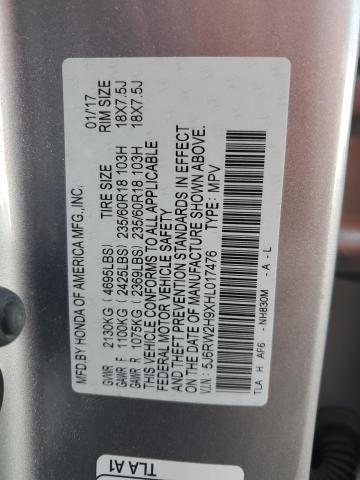 MFD.BY HONDA OF AMERICA MFG.,INC. 01/17
TIRE SIZE RIM SIZE
GVWR 2130KG (4695LBS)
GAWR F 1100KG (2425LBS) 235/60R18 103H 18X7.5J
GAWR R 1075KG (2369LBS) 235/60R18 103H 18X7.5J
THIS VEHICLE CONFORMS TO ALL APPLICABLE
FEDERAL MOTOR VEHICLE SAFETY
AND THEFT PREVENTION STANDARDS IN EFFECT
ON THE DATE OF MANUFACTURE SHOWN ABOVE.
V.I.N: 5J6RW2H9XHL017476 TYPE: MPV
TLA H AF6 - NH830M - A - L
TLA A1